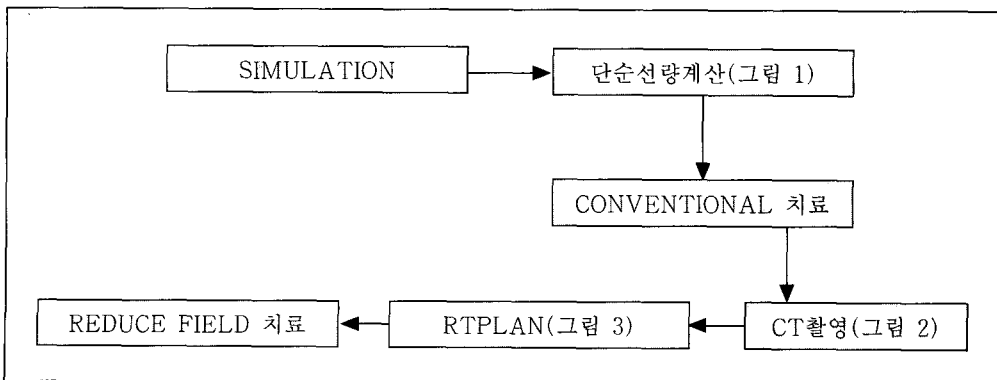 SIMULATION
단순선량계산(그림 1)
CONVENTIONAL 치료
CT촬영(그림 2)
RTPLAN(그림 3)
REDUCE FIELD 치료